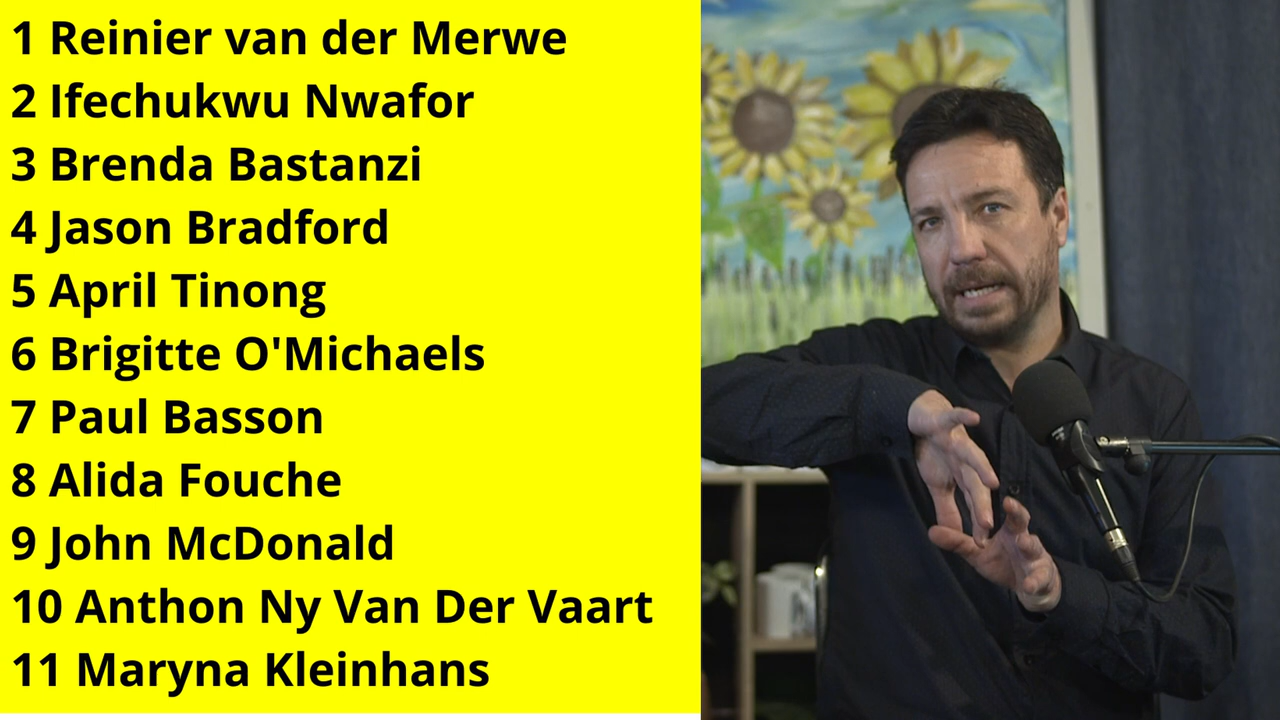 1 Reinier van der Merwe
2 Ifechukwu Nwafor
3 Brenda Bastanzi
4 Jason Bradford
5 April Tinong
6 Brigitte O'Michaels
7 Paul Basson
8 Alida Fouche
9 John McDonald
10 Anthon Ny Van Der Vaart
11 Maryna Kleinhans